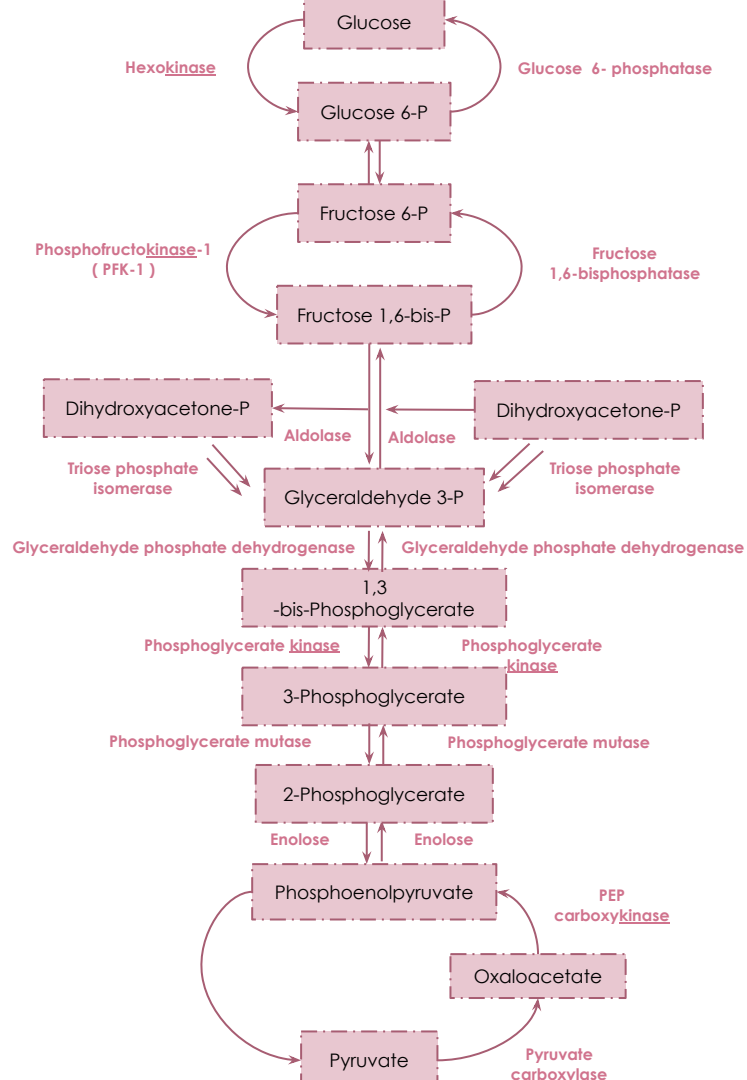 Glucose
Hexokinase
Glucose 6- phosphatase
Glucose 6-P
Fructose 6-P
Phosphofructokinase-1
( PFK-1 )
Fructose
1,6-bisphosphatase
Fructose 1,6-bis-P
Dihydroxyacetone-P
Dihydroxyacetone-P
Aldolase
Aldolase
Triose phosphate
isomerase
Triose phosphate
isomerase
Glyceraldehyde 3-P
Glyceraldehyde phosphate dehydrogenase
Glyceraldehyde phosphate dehydrogenase
1,3
-bis-Phosphoglycerate
Phosphoglycerate kinase
Phosphoglycerate
kinase
3-Phosphoglycerate
Phosphoglycerate mutase
Phosphoglycerate mutase
2-Phosphoglycerate
Enolose
Enolose
Phosphoenolpyruvate
PEP
carboxykinase
Oxaloacetate
Pyruvate
Pyruvate
carboxylase